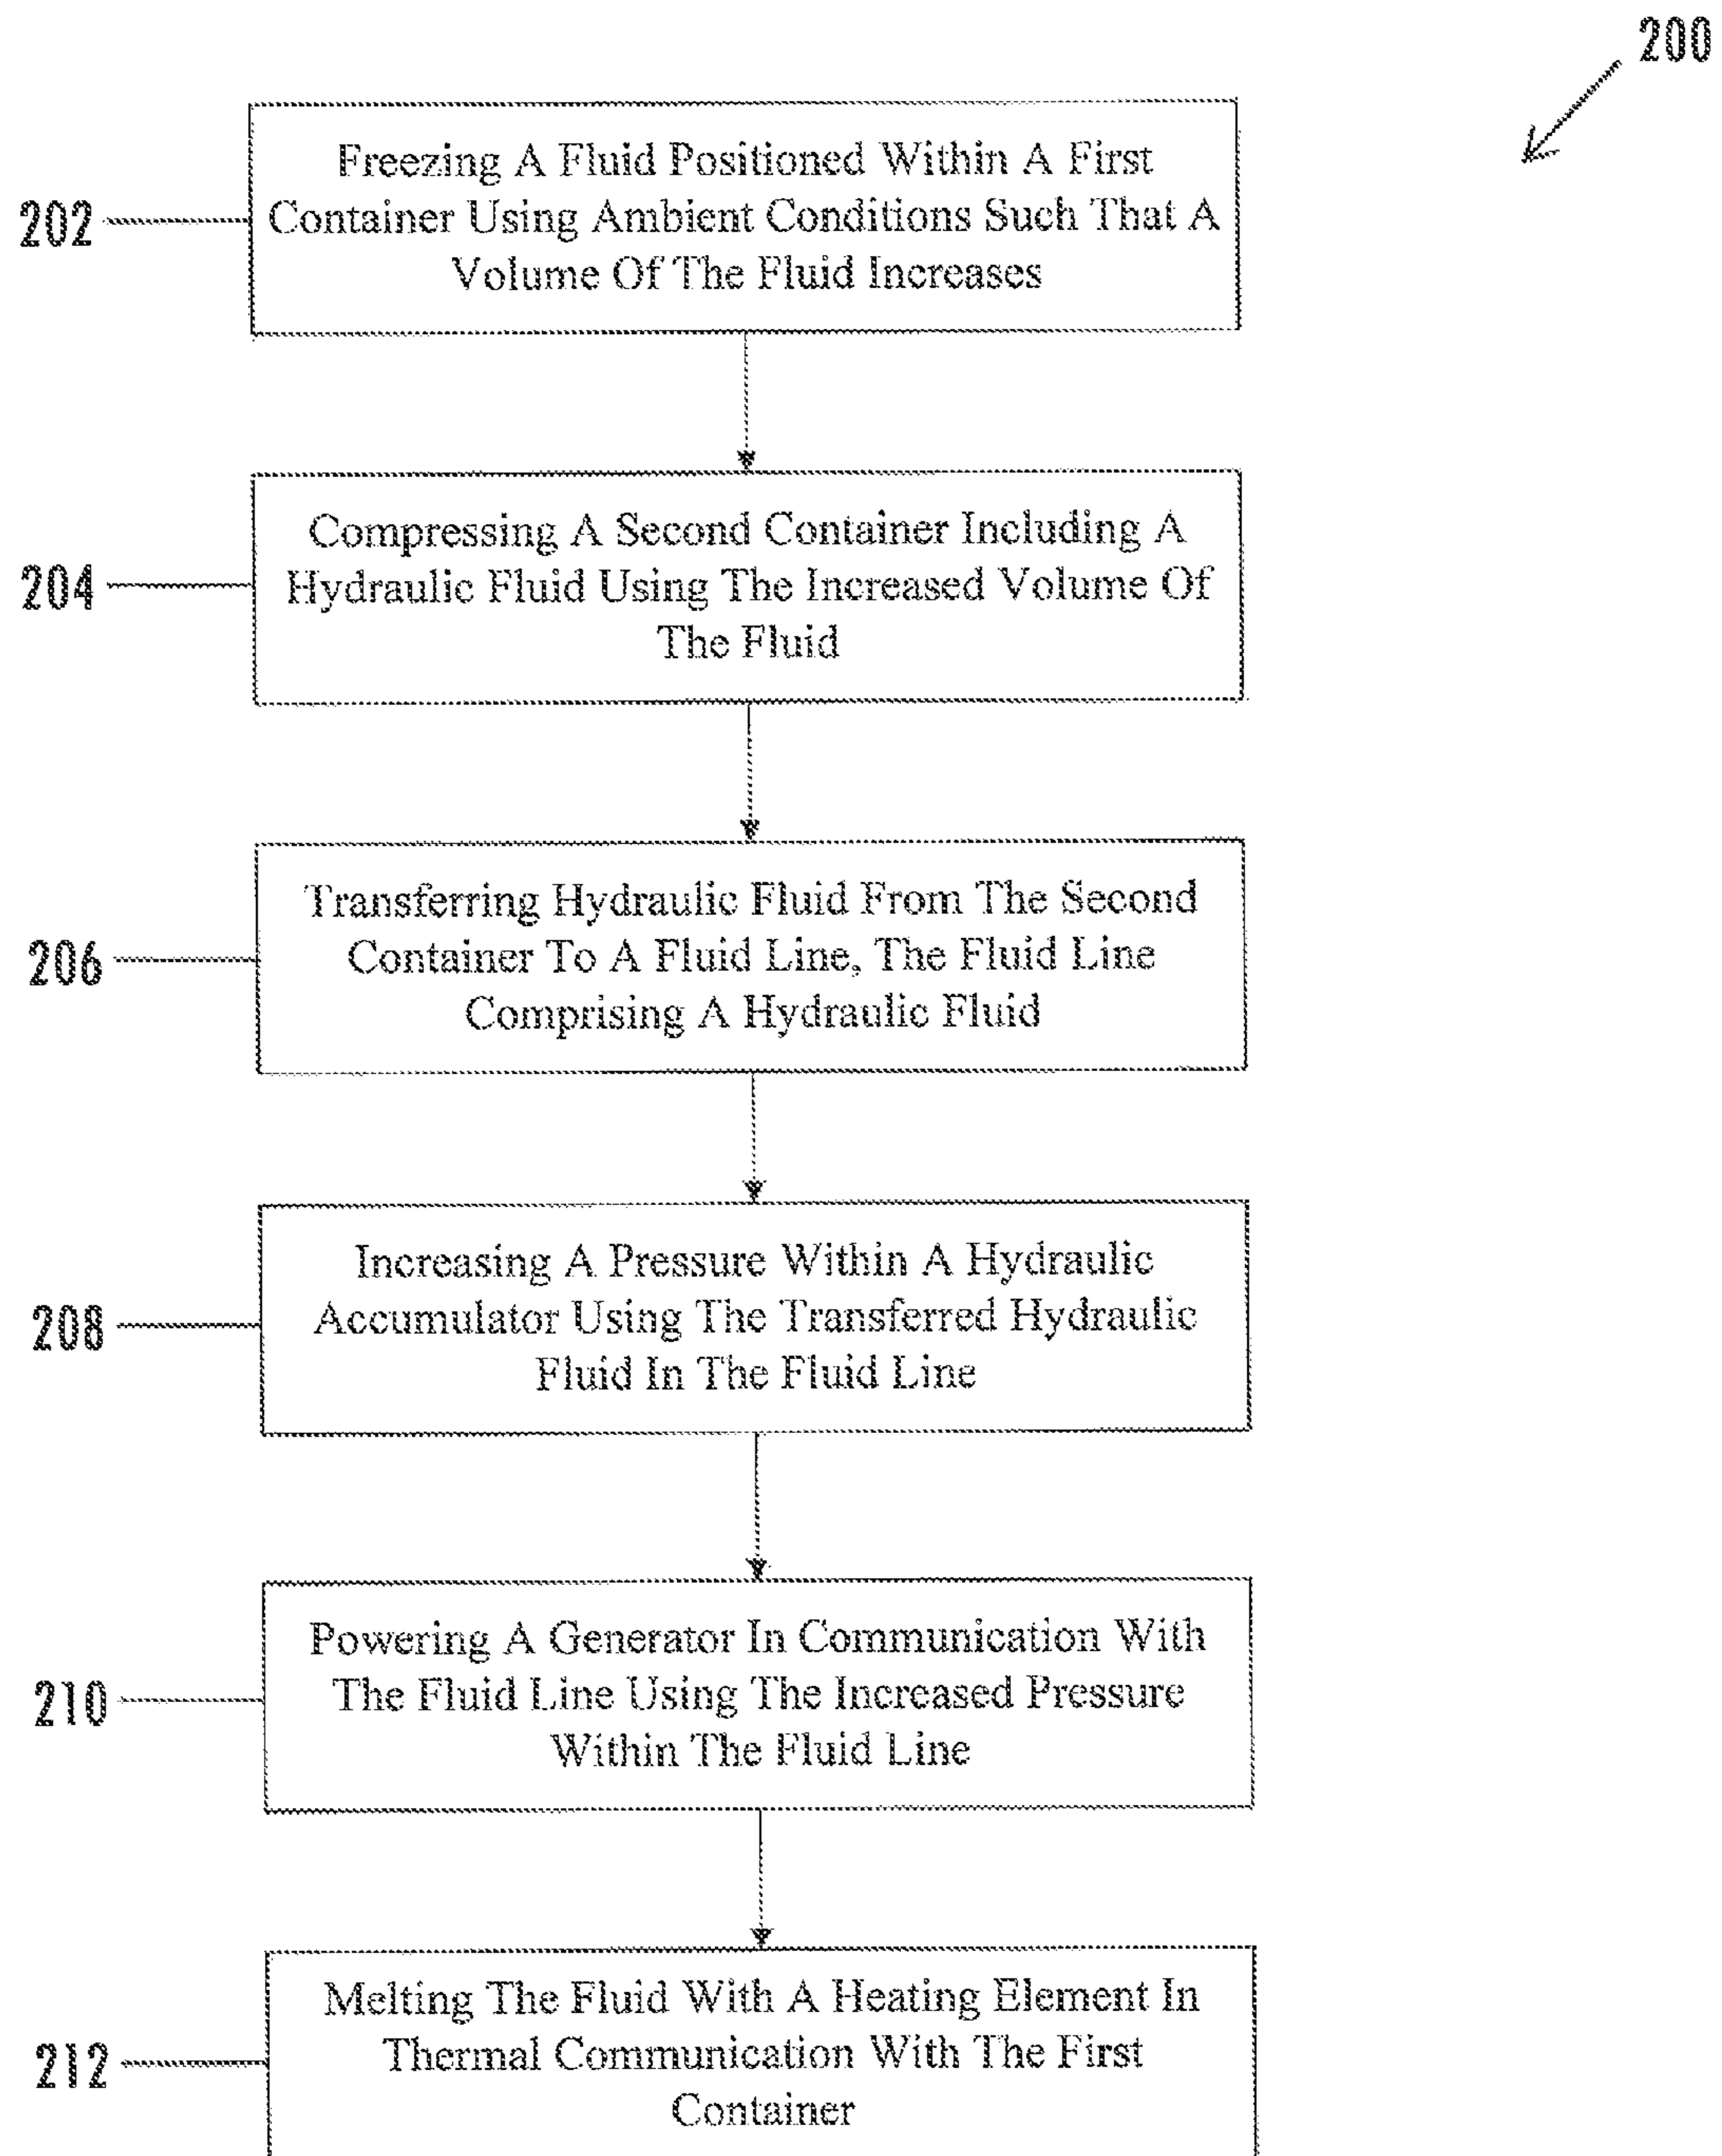 200
202
Freezing A Fluid Positioned Within A First
Container Using Ambient Conditions Such That A
Volume Of The Fluid Increases
204
Compressing A Second Container Including A
Hydraulic Fluid Using The Increased Volume Of
The Fluid
206
Transferring Hydraulic Fluid From The Second
Container To A Fluid Line, The Fluid Line
Comprising A Hydraulic Fluid
208
Increasing A Pressure Within A Hydraulic
Accumulator Using The Transferred Hydraulic
Fluid In The Fluid Line
210
Powering A Generator In Communication With
The Fluid Line Using The Increased Pressure
Within The Fluid Line
212
Melting The Fluid With A Heating Element In
Thermal Communication With The First
Container